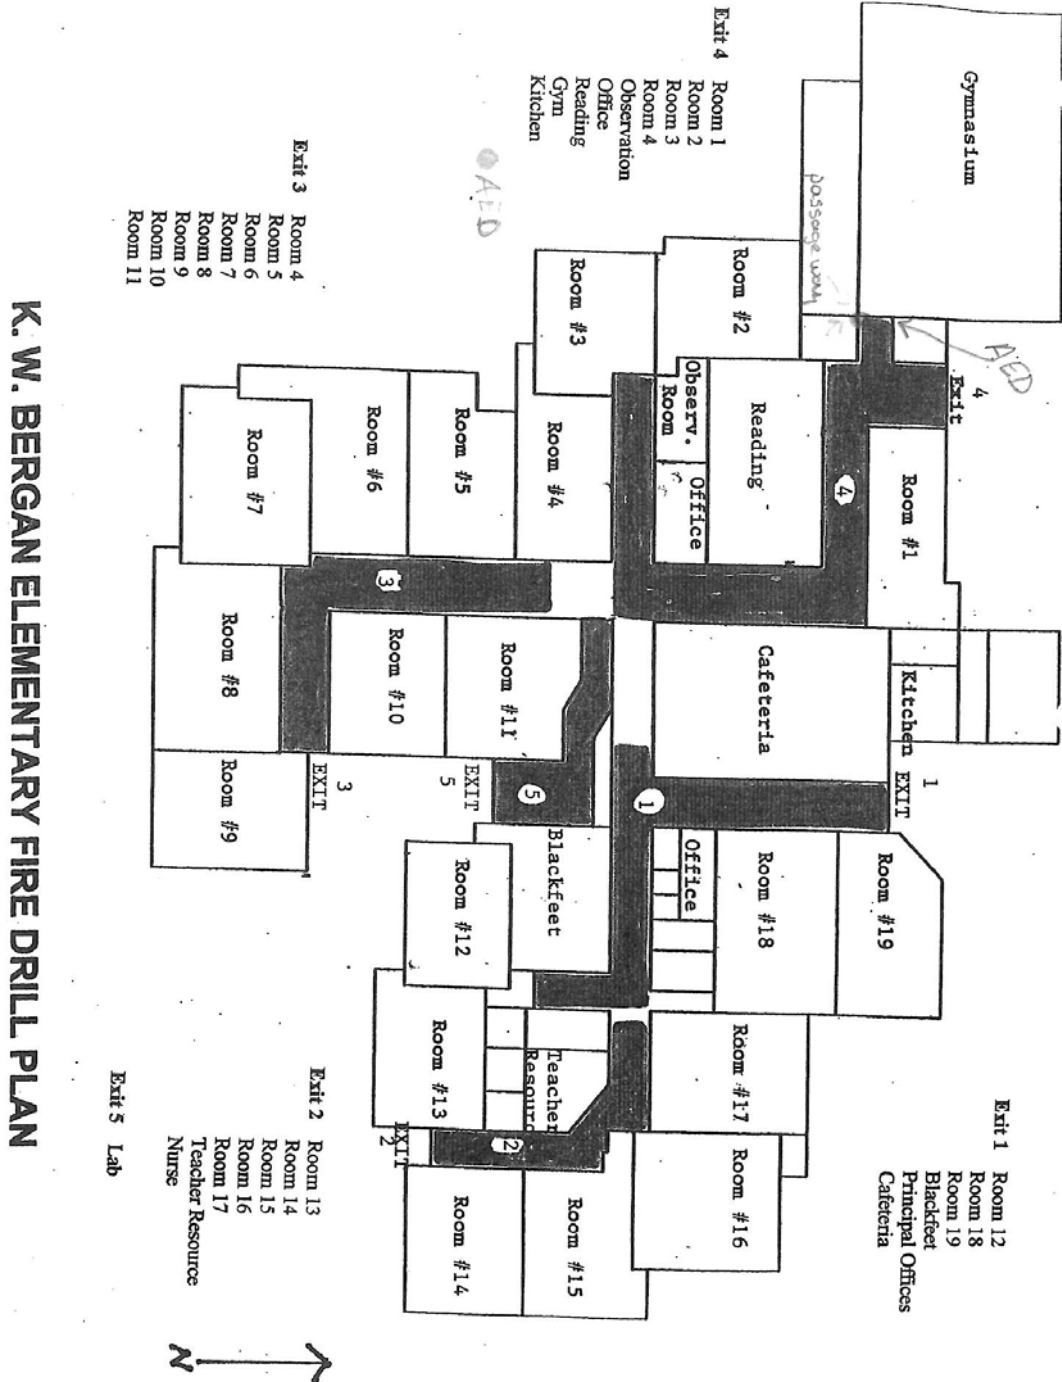 Gymnasium
passage way
AED
4
Exit
Exit 4 Room 1
Room 2
Room 3
Room 4
Observation
Office
Reading
Gym
Kitchen
AED
Room #2
Room #3
Observ.
Room
Office
Reading
4
Room #1
Exit 3 Room 4
Room 5
Room 6
Room 7
Room 8
Room 9
Room 10
Room 11
Room #4
Room #5
Room #6
Room #7
3
Room #8
Room #9
Room #10
Room #11
Cafeteria
Kitchen
1
EXIT
3
EXIT
5
EXIT
5
1
Blackfeet
Room #12
Office
Room #18
Room #19
Room #13
Teacher
Resourc
Room #17
Room #16
EXIT
2
2
Room #14
Room #15
Exit 1 Room 12
Room 18
Room 19
Blackfeet
Principal Offices
Cafeteria
Exit 2 Room 13
Room 14
Room 15
Room 16
Room 17
Teacher Resource
Nurse
Exit 5 Lab
N
K. W. BERGAN ELEMENTARY FIRE DRILL PLAN